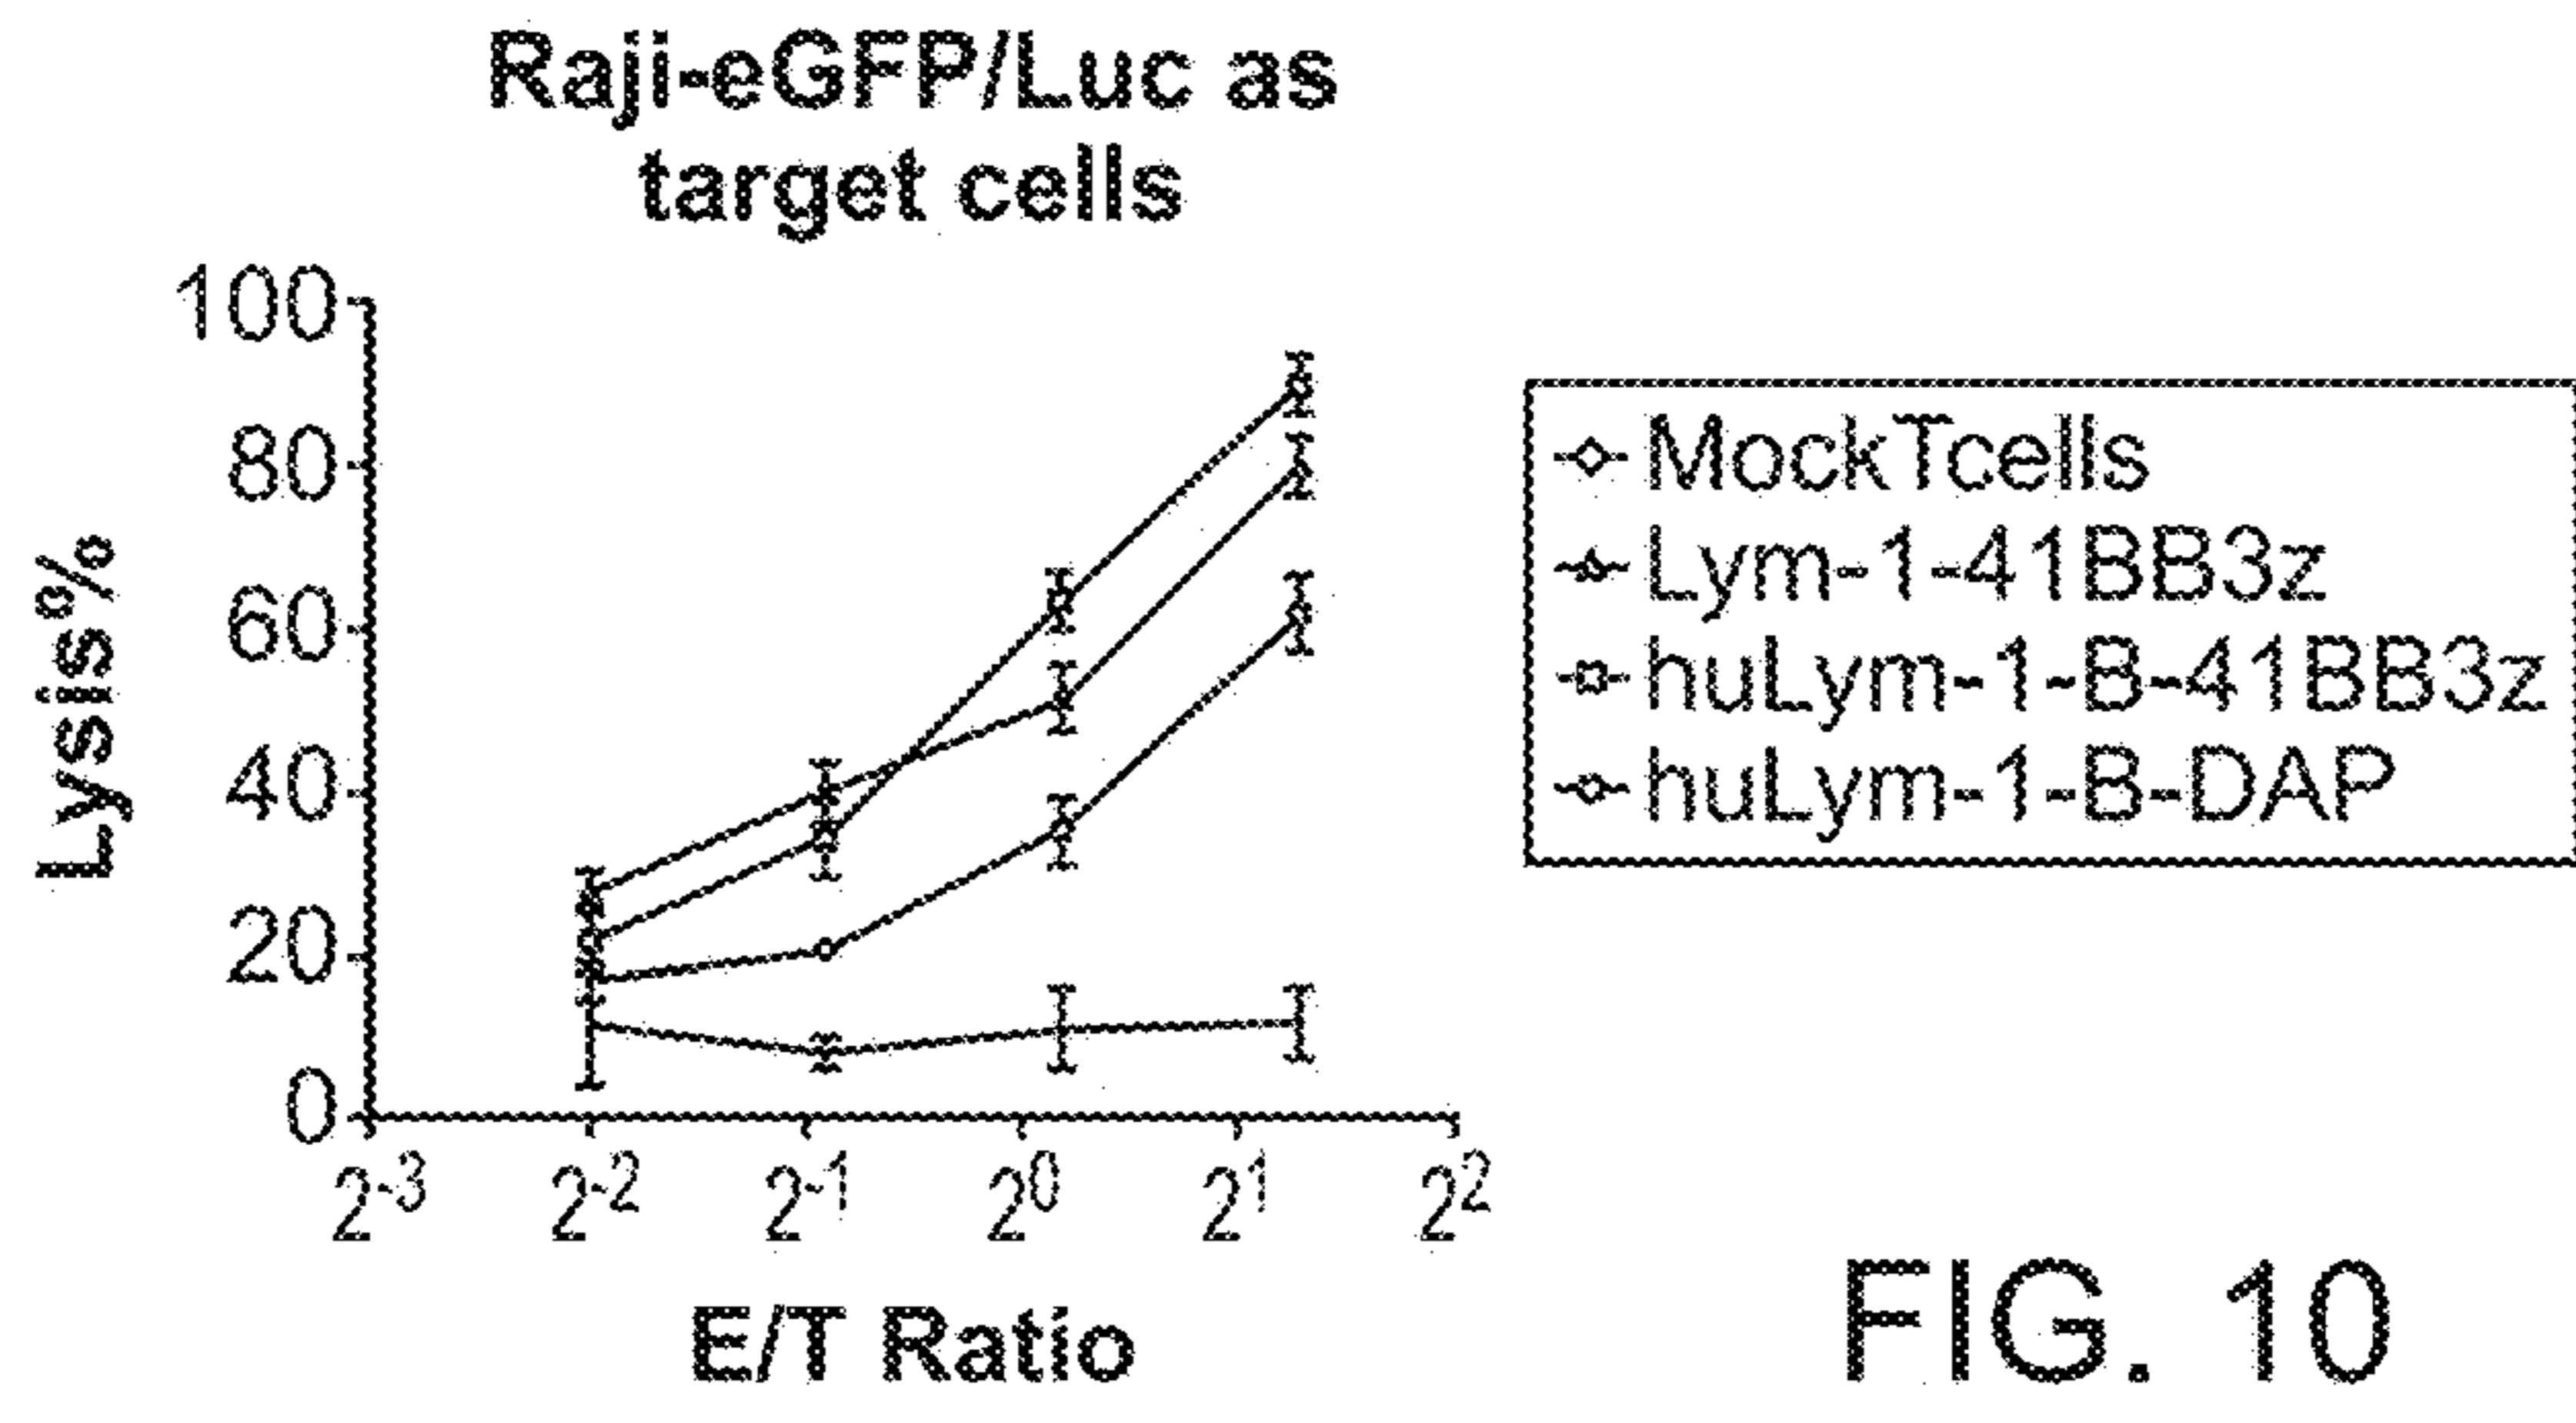 Raji-eGFP/Luc as
target cells
100
80
60
40
20
0
Lysis%
2-3 2-2 2-1 20 21 22
E/T Ratio
MockTcells
Lym-1-41BB3z
huLym-1-B-41BB3z
huLym-1-B-DAP
FIG. 10